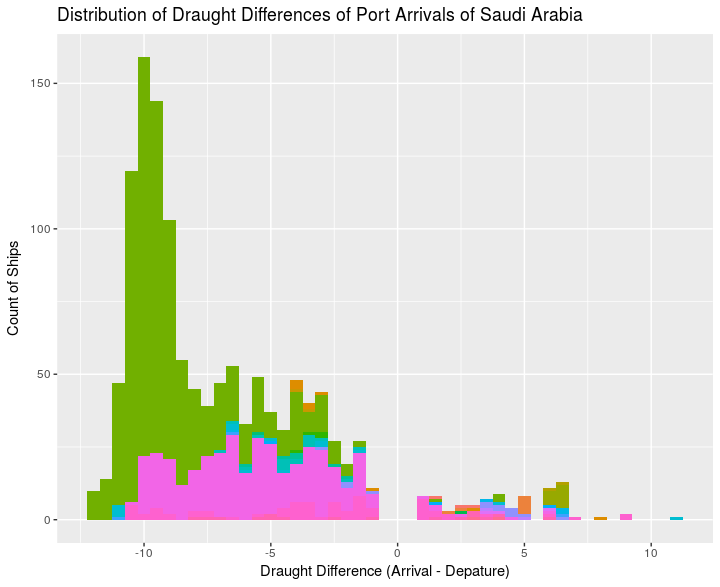 Distribution of Draught Differences of Port Arrivals of Saudi Arabia
150
100
50
0
Count of Ships
-10 -5 0 5 10
Draught Difference (Arrival - Depature)